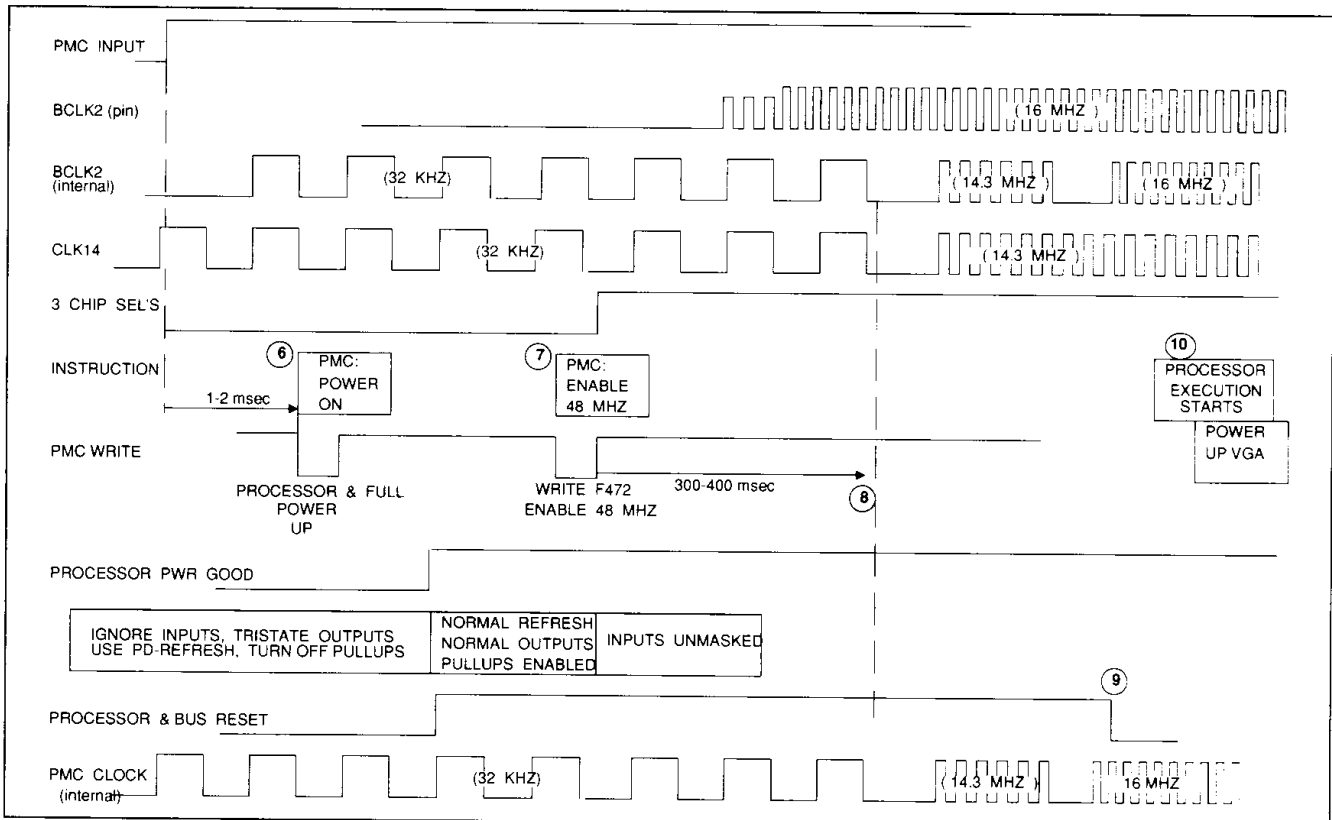 PMC INPUT
BCLK2 (pin)
( 16 MHZ )
BCLK2
(internal)
(32 KHZ)
( 14.3 MHZ )
( 16 MHZ )
CLK14
(32 KHZ)
( 14.3 MHZ )
3 CHIP SEL'S
INSTRUCTION
6
PMC:
POWER
ON
7
PMC:
ENABLE
48 MHZ
10
PROCESSOR
EXECUTION
STARTS
1-2 msec
POWER
UP VGA
PMC WRITE
PROCESSOR & FULL
POWER
UP
WRITE F472
ENABLE 48 MHZ
300-400 msec
8
PROCESSOR PWR GOOD
IGNORE INPUTS, TRISTATE OUTPUTS
USE PD-REFRESH, TURN OFF PULLUPS
NORMAL REFRESH
NORMAL OUTPUTS
PULLUPS ENABLED
INPUTS UNMASKED
9
PROCESSOR & BUS RESET
PMC CLOCK
(internal)
(32 KHZ)
( 14.3 MHZ )
16 MHZ